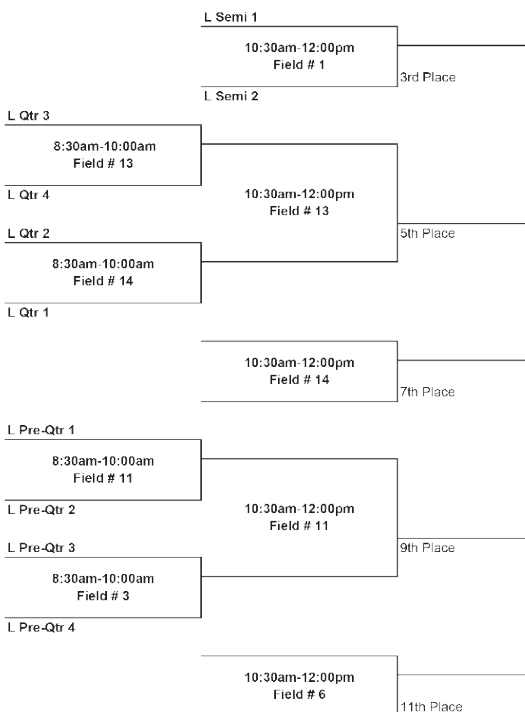 L Semi 1
10:30am-12:00pm
Field # 1
3rd Place
L Semi 2
L Qtr 3
8:30am-10:00am
Field # 13
L Qtr 4
10:30am-12:00pm
Field # 13
L Qtr 2
5th Place
8:30am-10:00am
Field # 14
L Qtr 1
10:30am-12:00pm
Field # 14
7th Place
L Pre-Qtr 1
8:30am-10:00am
Field # 11
L Pre-Qtr 2
10:30am-12:00pm
Field # 11
L Pre-Qtr 3
9th Place
8:30am-10:00am
Field # 3
L Pre-Qtr 4
10:30am-12:00pm
Field # 6
11th Place